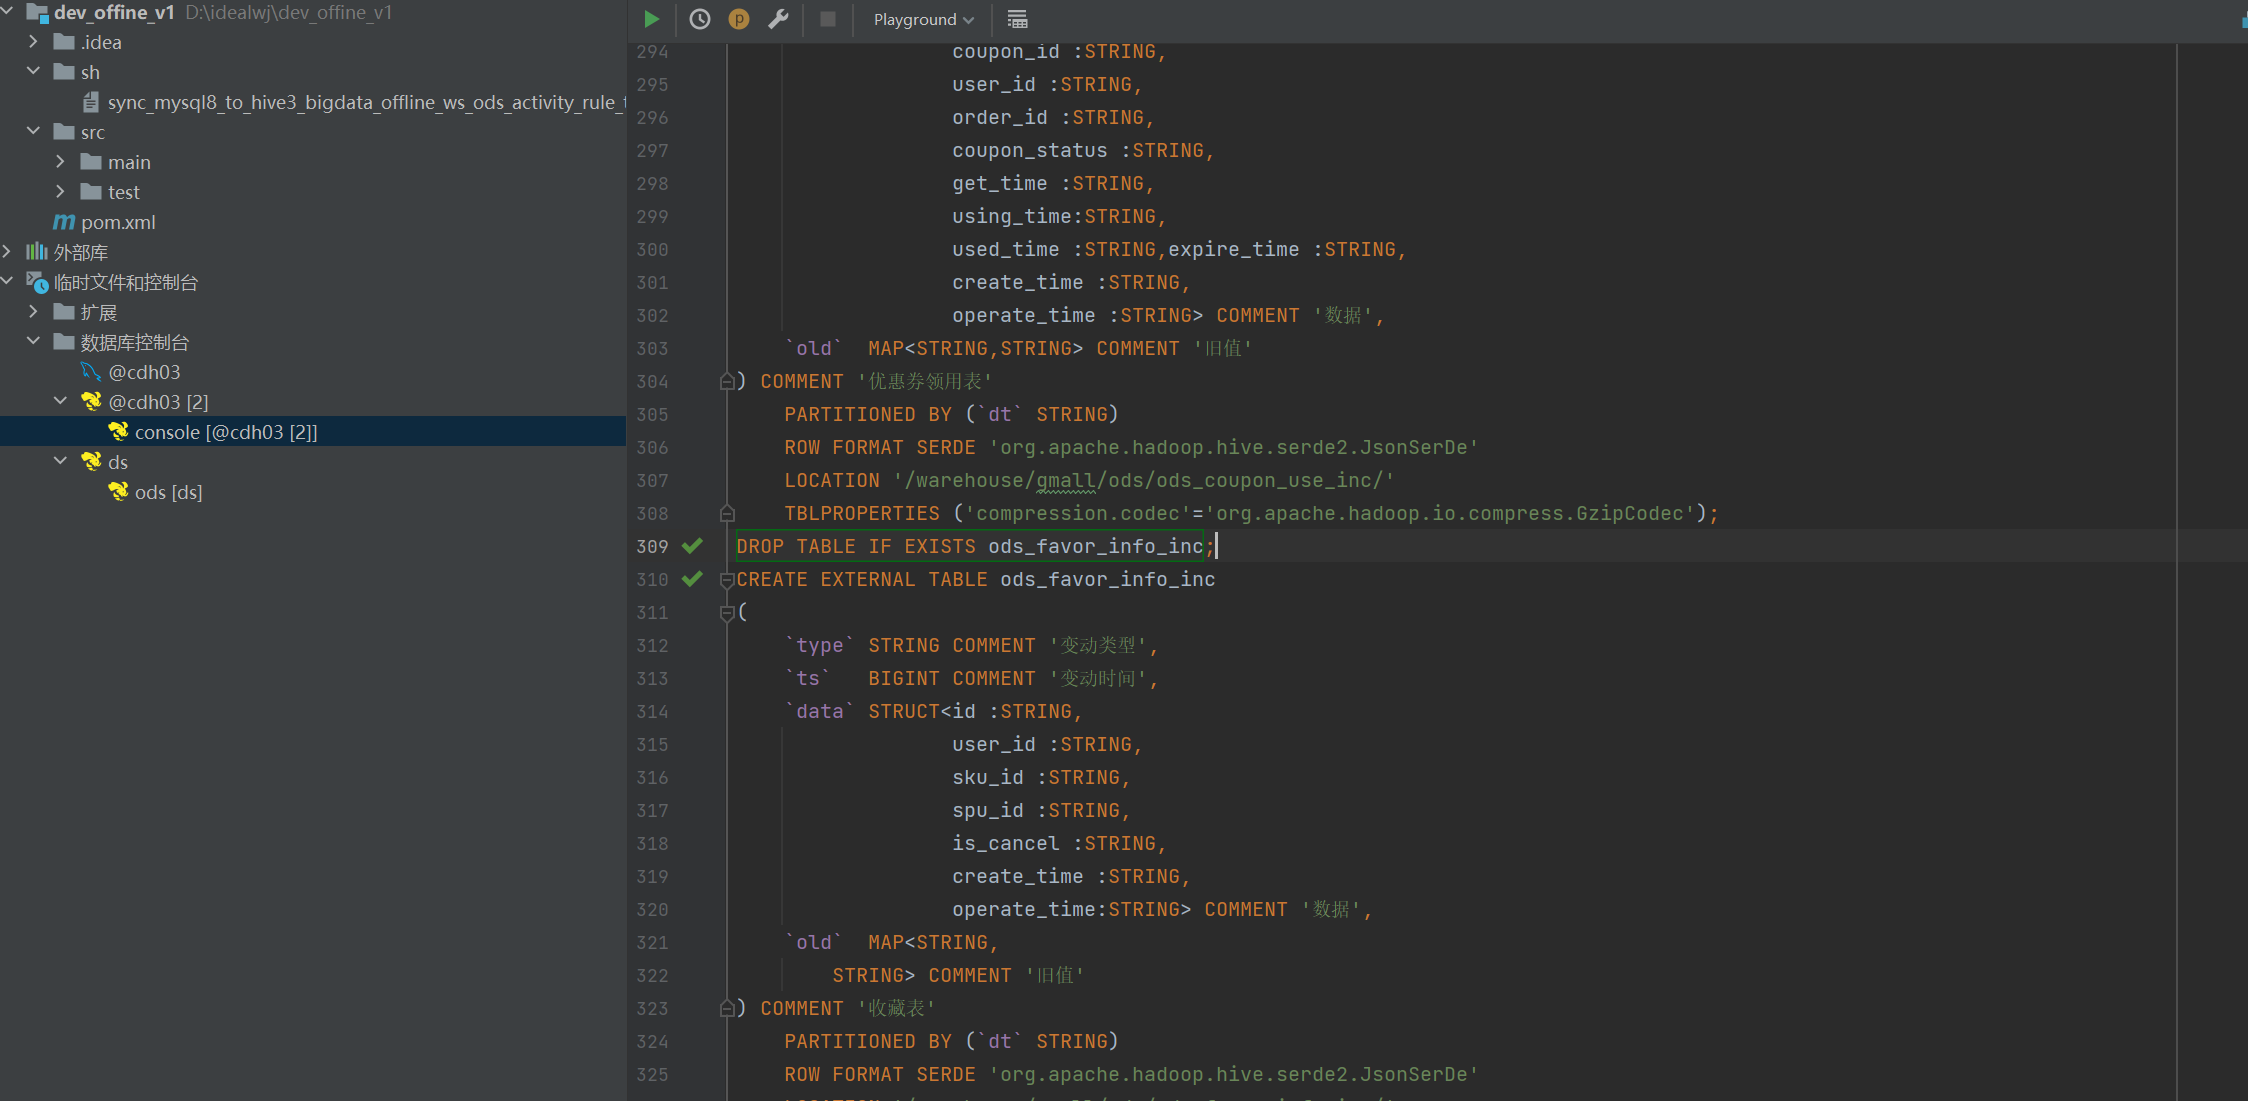 dev_offine_v1 D:\idealwj\dev_offine_v1
.idea
sh
sync_mysql8_to_hive3_bigdata_offline_ws_ods_activity_rule_
src
main
test
pom.xml
外部库
临时文件和控制台
扩展
数据库控制台
@cdh03
@cdh03 [2]
console [@cdh03 [2]]
ds
ods [ds]
Playground
294 coupon_id :STRING,
295 user_id :STRING,
296 order_id :STRING,
297 coupon_status :STRING,
298 get_time :STRING,
299 using_time:STRING,
300 used_time :STRING,expire_time :STRING,
301 create_time :STRING,
302 operate_time :STRING> COMMENT '数据',
303 `old`  MAP<STRING,STRING> COMMENT '旧值'
304 ) COMMENT '优惠券领用表'
305 PARTITIONED BY (`dt` STRING)
306 ROW FORMAT SERDE 'org.apache.hadoop.hive.serde2.JsonSerDe'
307 LOCATION '/warehouse/gmall/ods/ods_coupon_use_inc/'
308 TBLPROPERTIES ('compression.codec'='org.apache.hadoop.io.compress.GzipCodec');
309 DROP TABLE IF EXISTS ods_favor_info_inc;
310 CREATE EXTERNAL TABLE ods_favor_info_inc
311 (
312 `type` STRING COMMENT '变动类型',
313 `ts`   BIGINT COMMENT '变动时间',
314 `data` STRUCT<id :STRING,
315 user_id :STRING,
316 sku_id :STRING,
317 spu_id :STRING,
318 is_cancel :STRING,
319 create_time :STRING,
320 operate_time:STRING> COMMENT '数据',
321 `old`  MAP<STRING,
322 STRING> COMMENT '旧值'
323 ) COMMENT '收藏表'
324 PARTITIONED BY (`dt` STRING)
325 ROW FORMAT SERDE 'org.apache.hadoop.hive.serde2.JsonSerDe'